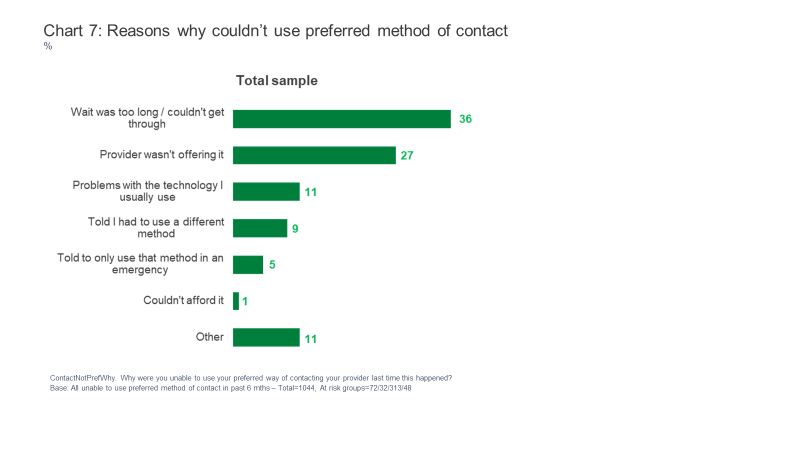 Chart 7: Reasons why couldn't use preferred method of contact
%
Total sample
Wait was too long / couldn't get
through
36
Provider wasn't offering it
27
Problems with the technology I
usually use
11
Told I had to use a different
method
9
Told to only use that method in an
emergency
5
Couldn't afford it
1
Other
11
ContactNotPrefWhy. Why were you unable to use your preferred way of contacting your provider last time this happened?
Base: All unable to use preferred method of contact in past 6 mths – Total=1044, At risk groups=72/32/313/48